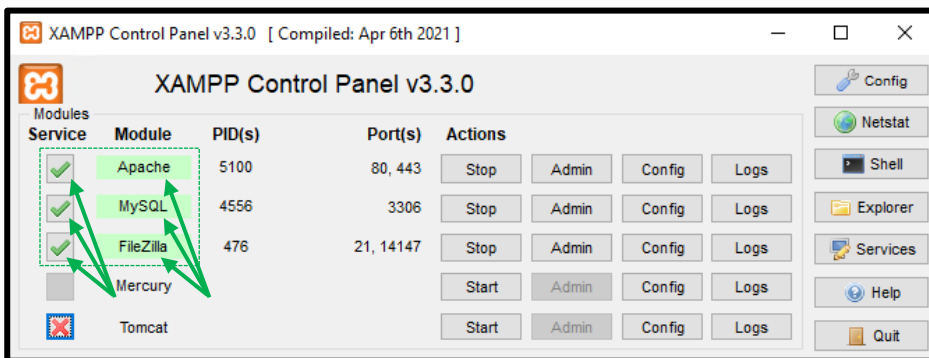 XAMPP Control Panel v3.3.0 [ Compiled: Apr 6th 2021 ]
XAMPP Control Panel v3.3.0
Config
Modules
Netstat
Service Module PID(s) Port(s) Actions
Apache 5100 80, 443 Stop Admin Config Logs Shell
MySQL 4556 3306 Stop Admin Config Logs Explorer
FileZilla 476 21, 14147 Stop Admin Config Logs Services
Mercury Start Admin Config Logs Help
Tomcat Start Admin Config Logs Quit